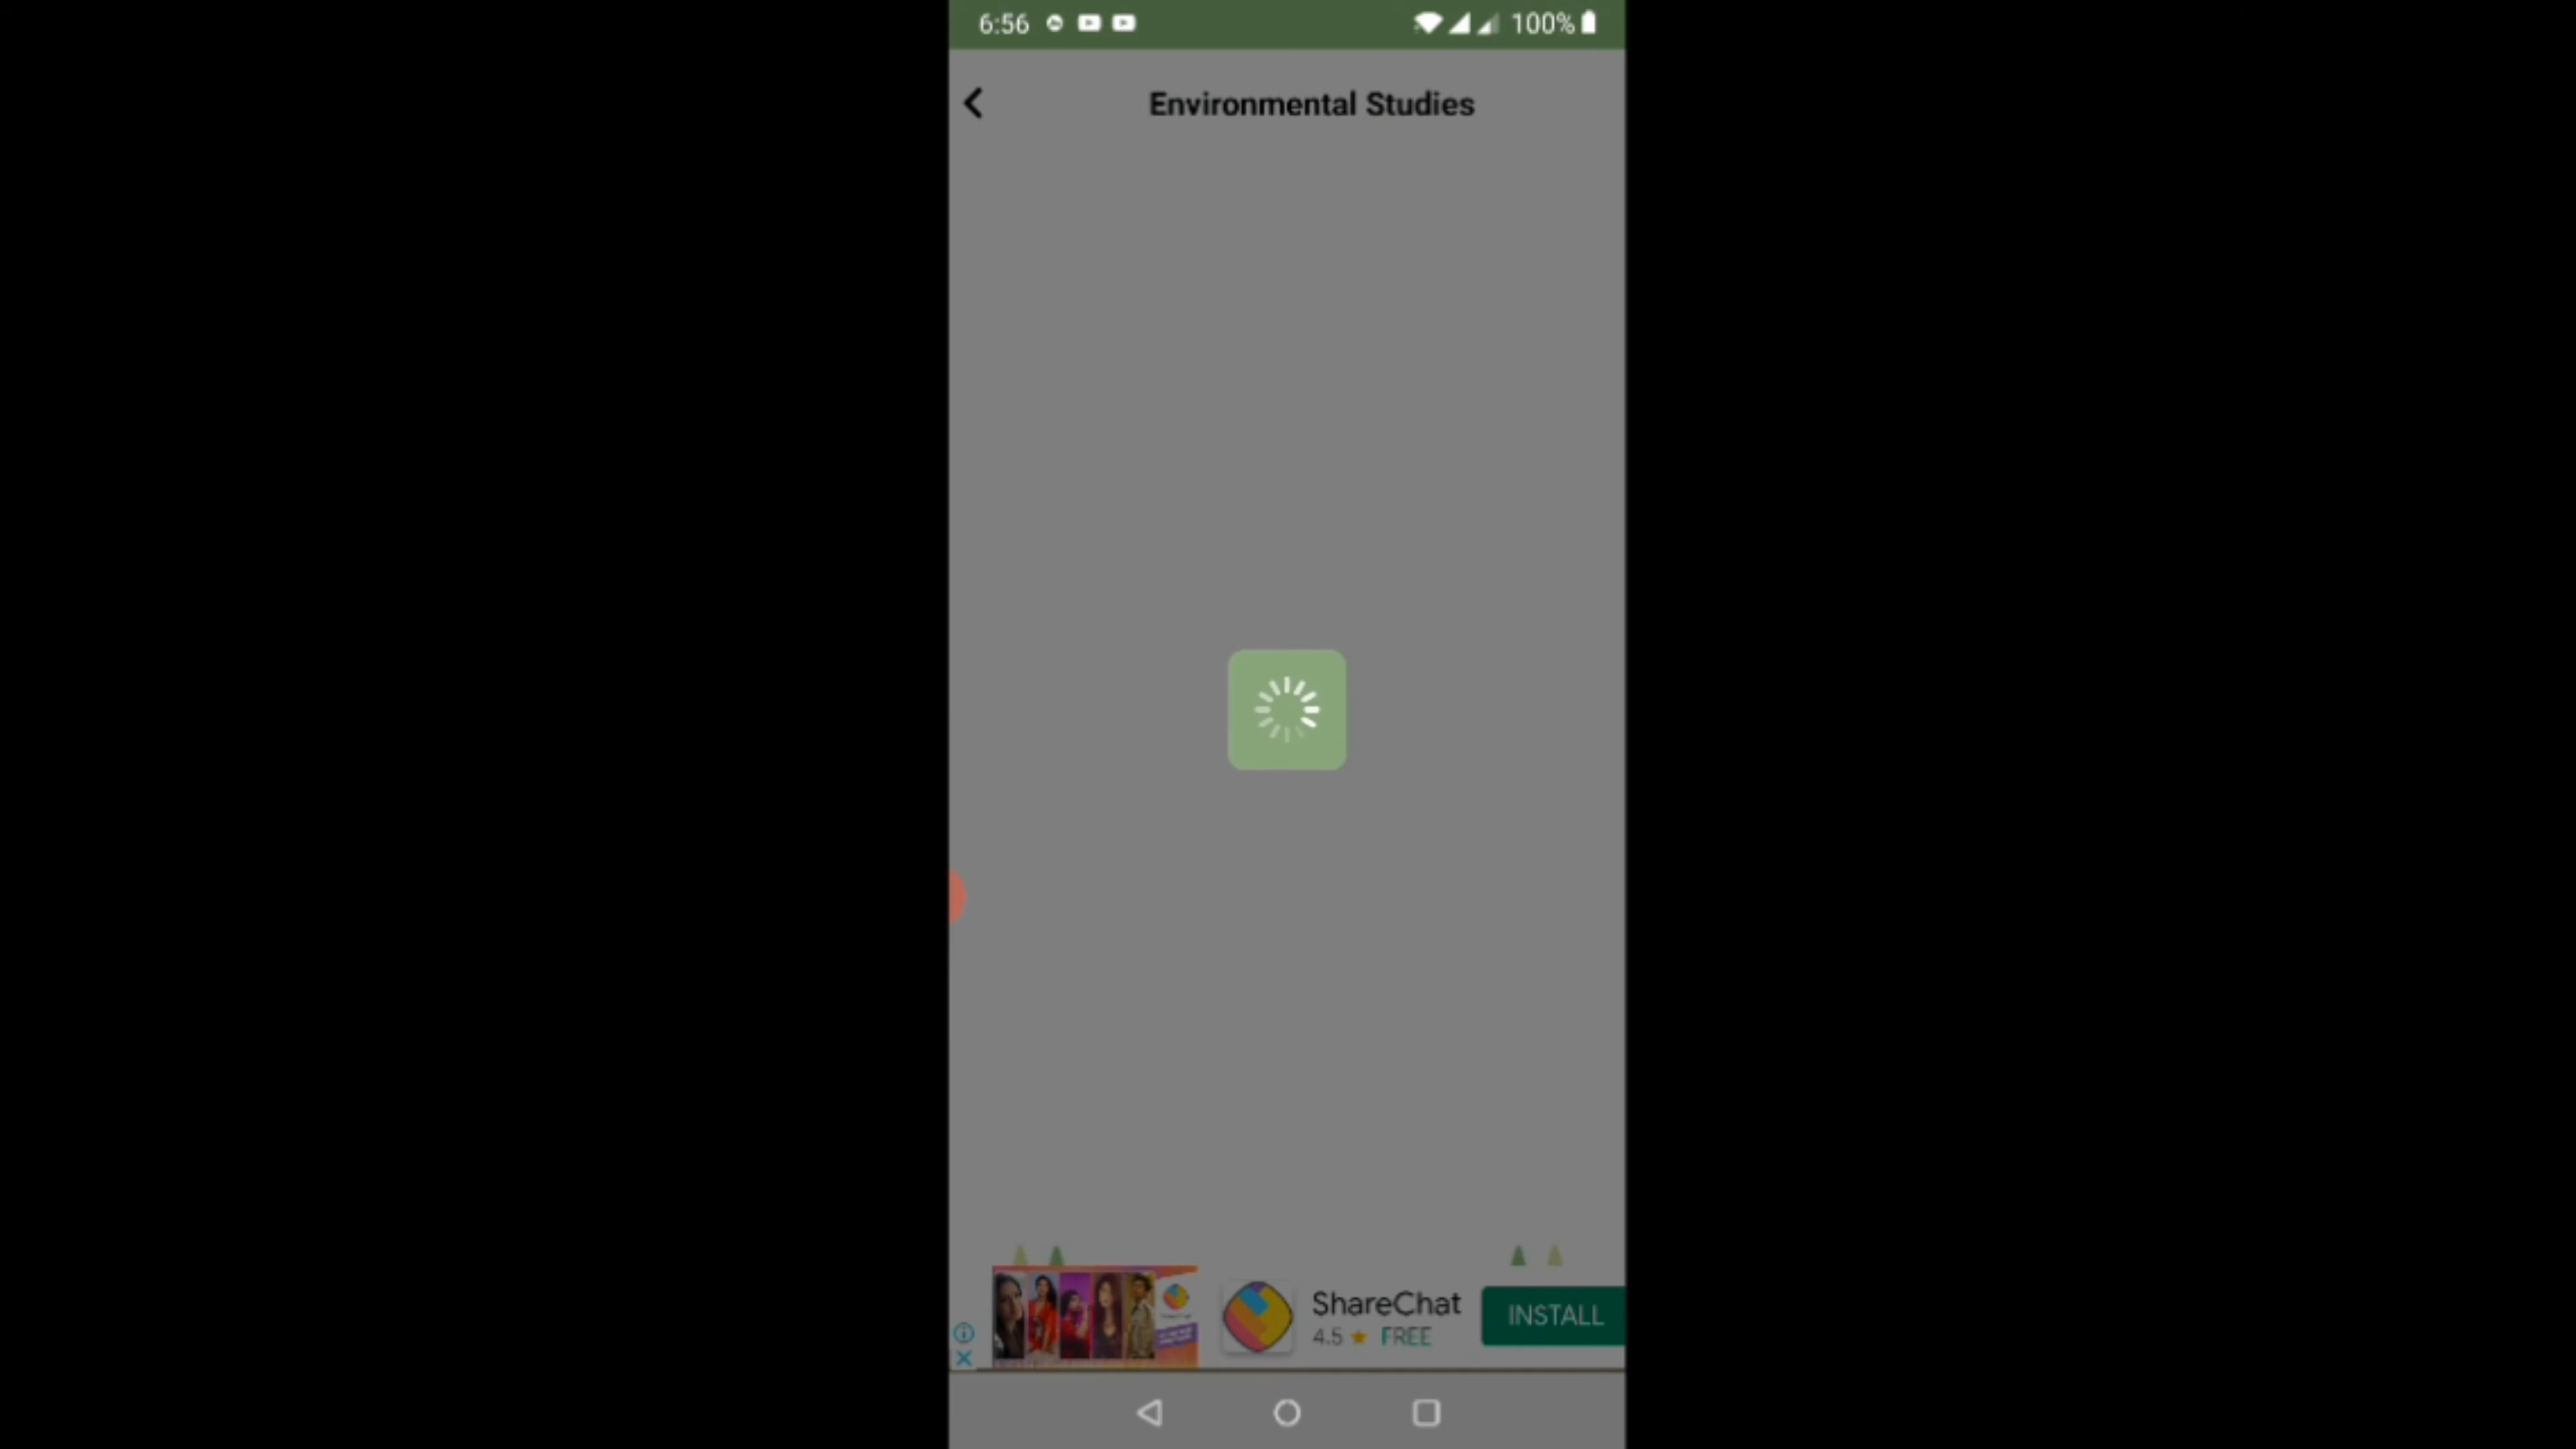 6:56
100%
Environmental Studies
ShareChat
4.5 ★ FREE
INSTALL